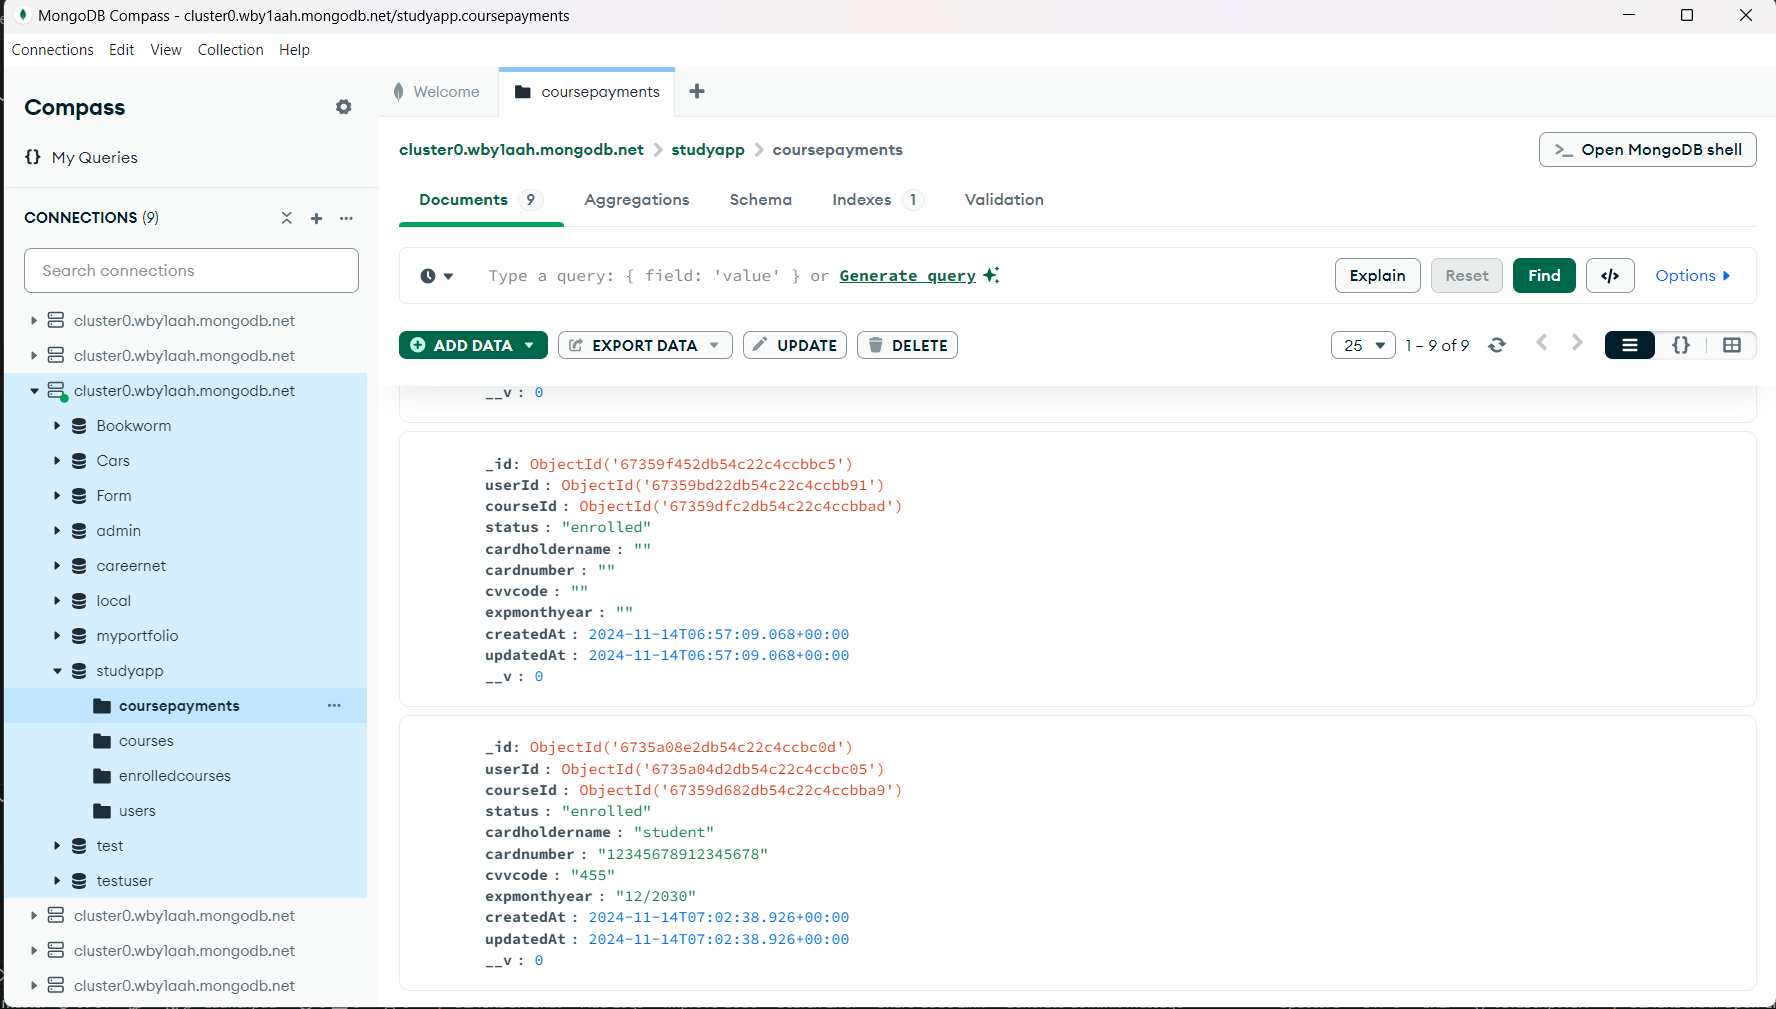 MongoDB Compass - cluster0.wby1aah.mongodb.net/studyapp.coursepayments
Connections Edit View Collection Help
Compass
{} My Queries
CONNECTIONS (9)
Search connections
cluster0.wby1aah.mongodb.net
cluster0.wby1aah.mongodb.net
cluster0.wby1aah.mongodb.net
Bookworm
Cars
Form
admin
careernet
local
myportfolio
studyapp
coursepayments
courses
enrolledcourses
users
test
testuser
cluster0.wby1aah.mongodb.net
cluster0.wby1aah.mongodb.net
cluster0.wby1aah.mongodb.net
Welcome coursepayments
cluster0.wby1aah.mongodb.net > studyapp > coursepayments
>_ Open MongoDB shell
Documents 9 Aggregations Schema Indexes 1 Validation
Type a query: { field: 'value' } or Generate query
Explain Reset Find </> Options
ADD DATA EXPORT DATA UPDATE DELETE
25 1 – 9 of 9 {}
__v : 0
_id: ObjectId('67359f452db54c22c4ccbbc5')
userId : ObjectId('67359bd22db54c22c4ccbb91')
courseId : ObjectId('67359dfc2db54c22c4ccbbad')
status : "enrolled"
cardholdername : ""
cardnumber : ""
cvvcode : ""
expmonthyear : ""
createdAt : 2024-11-14T06:57:09.068+00:00
updatedAt : 2024-11-14T06:57:09.068+00:00
__v : 0
_id: ObjectId('6735a08e2db54c22c4ccbc0d')
userId : ObjectId('6735a04d2db54c22c4ccbc05')
courseId : ObjectId('67359d682db54c22c4ccbba9')
status : "enrolled"
cardholdername : "student"
cardnumber : "12345678912345678"
cvvcode : "455"
expmonthyear : "12/2030"
createdAt : 2024-11-14T07:02:38.926+00:00
updatedAt : 2024-11-14T07:02:38.926+00:00
__v : 0